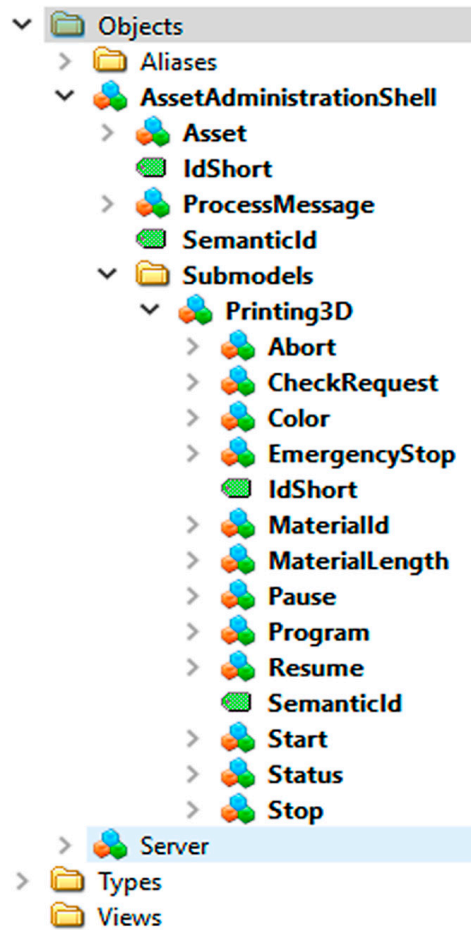 Objects
Aliases
AssetAdministrationShell
Asset
IdShort
ProcessMessage
SemanticId
Submodels
Printing3D
Abort
CheckRequest
Color
EmergencyStop
IdShort
MaterialId
MaterialLength
Pause
Program
Resume
SemanticId
Start
Status
Stop
Server
Types
Views